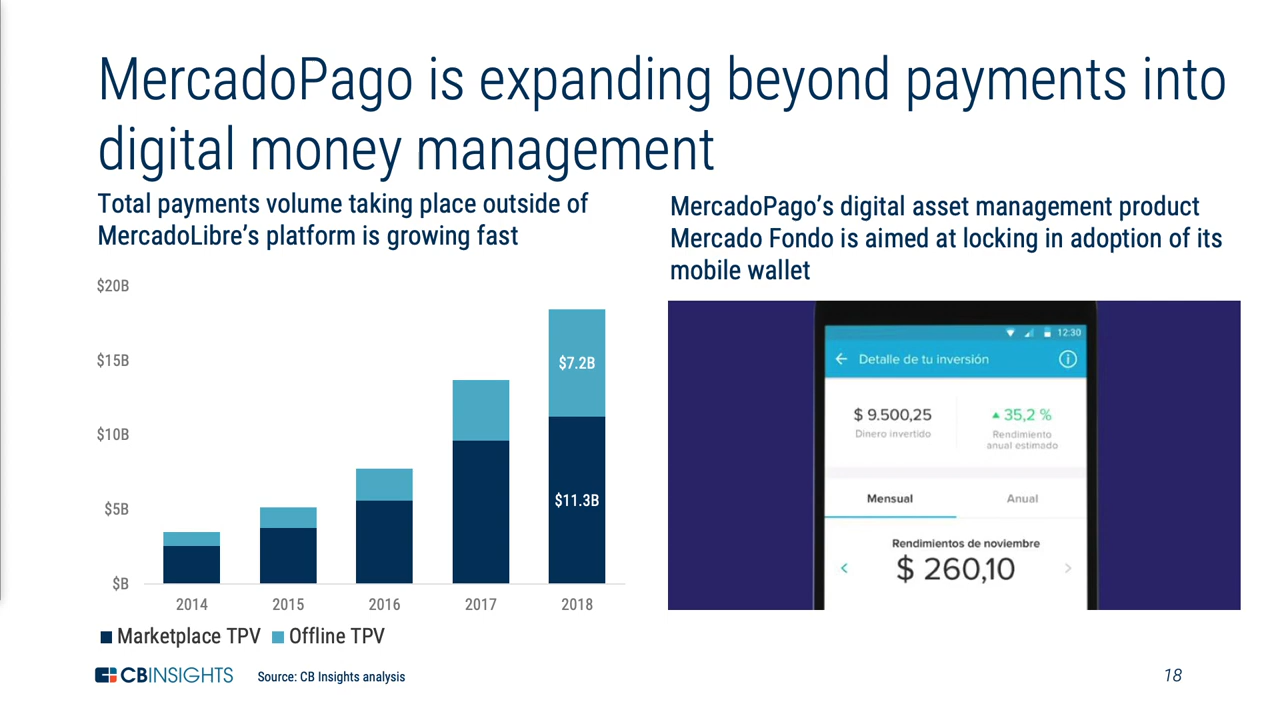 MercadoPago is expanding beyond payments into
digital money management
Total payments volume taking place outside of
MercadoLibre’s platform is growing fast
$20B
$15B
$10B
$5B
$B
$7.2B
$11.3B
2014 2015 2016 2017 2018
Marketplace TPV Offline TPV
MercadoPago’s digital asset management product
Mercado Fondo is aimed at locking in adoption of its
mobile wallet
12:30
Detalle de tu inversión
$ 9.500,25
Dinero invertido
35,2 %
Rendimiento
anual estimado
Mensual Anual
Rendimientos de noviembre
$ 260,10
CBINSIGHTS
Source: CB Insights analysis
18